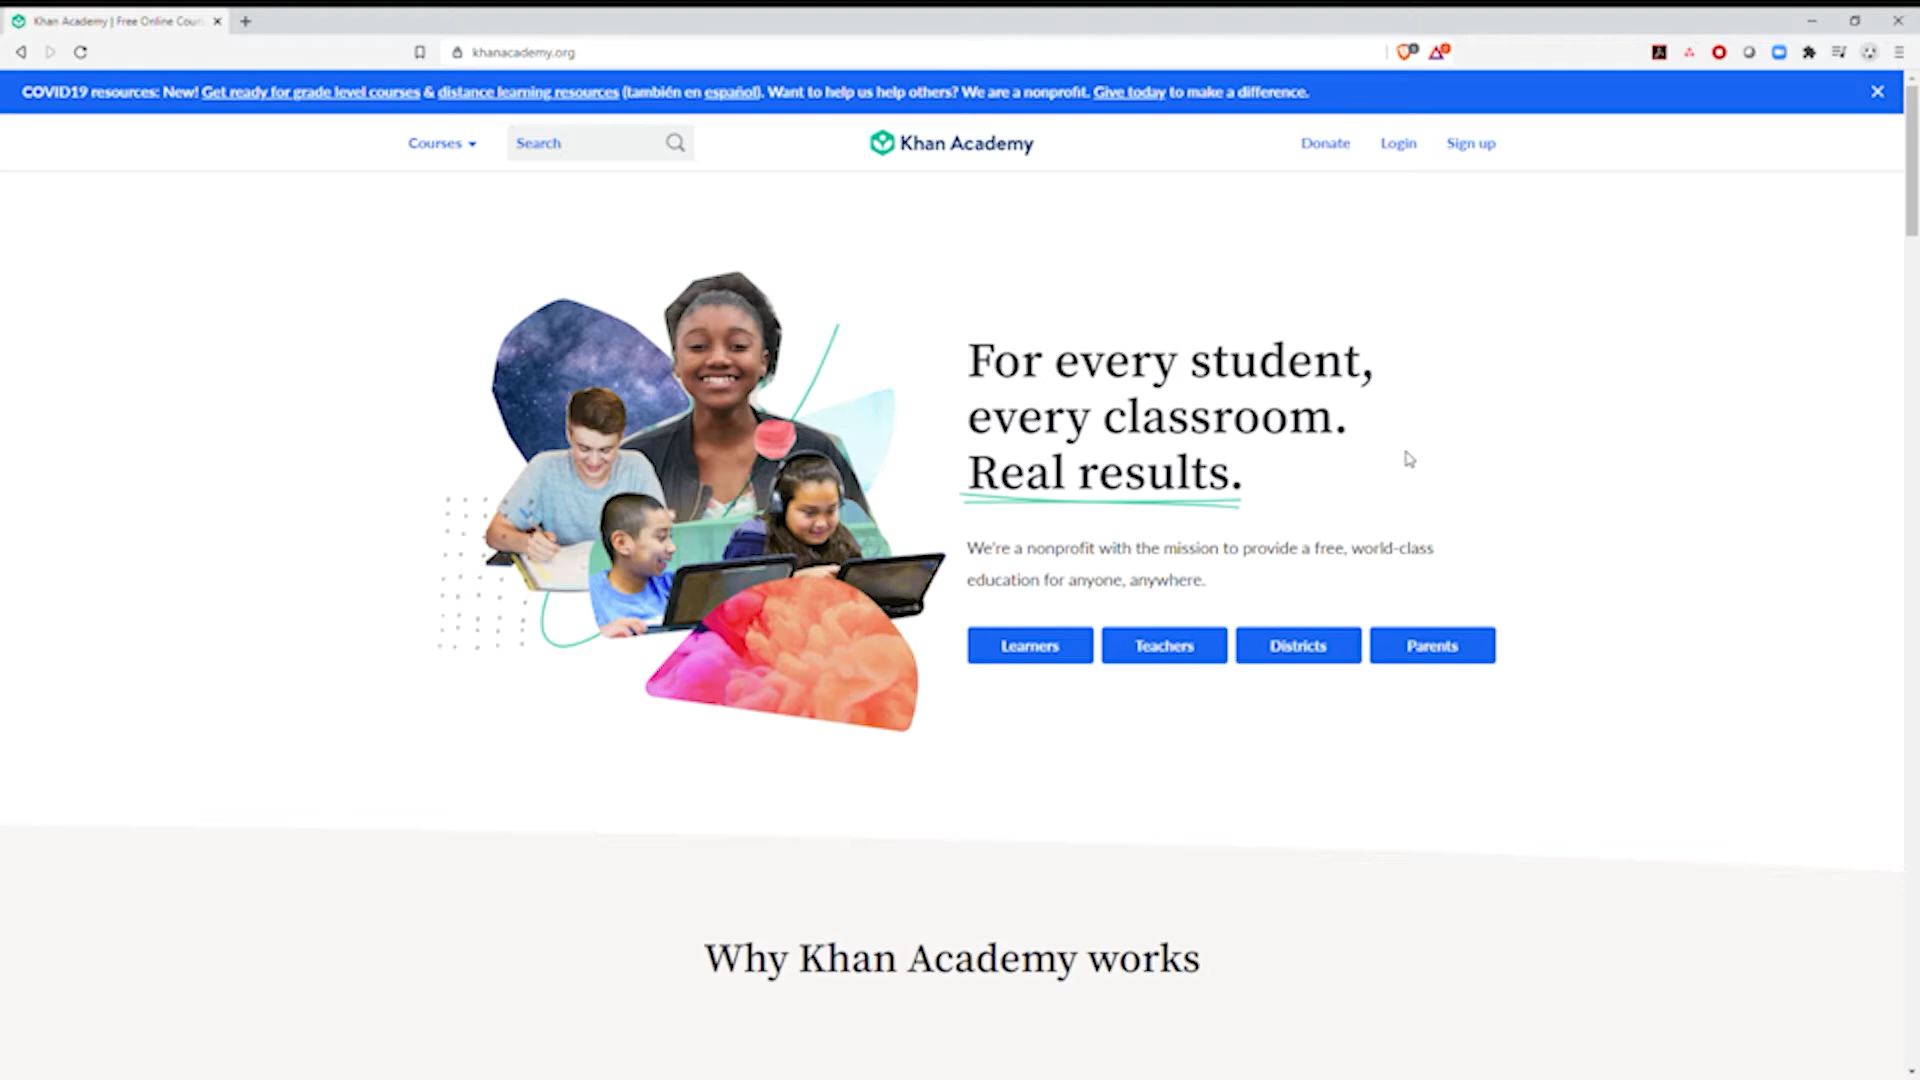 Khan Academy | Free Online Cour
khanacademy.org
COVID19 resources: New! Get ready for grade level courses & distance learning resources (también en español). Want to help us help others? We are a nonprofit. Give today to make a difference.
Courses
Search
Khan Academy
Donate
Login
Sign up
For every student,
every classroom.
Real results.
We're a nonprofit with the mission to provide a free, world-class
education for anyone, anywhere.
Learners
Teachers
Districts
Parents
Why Khan Academy works